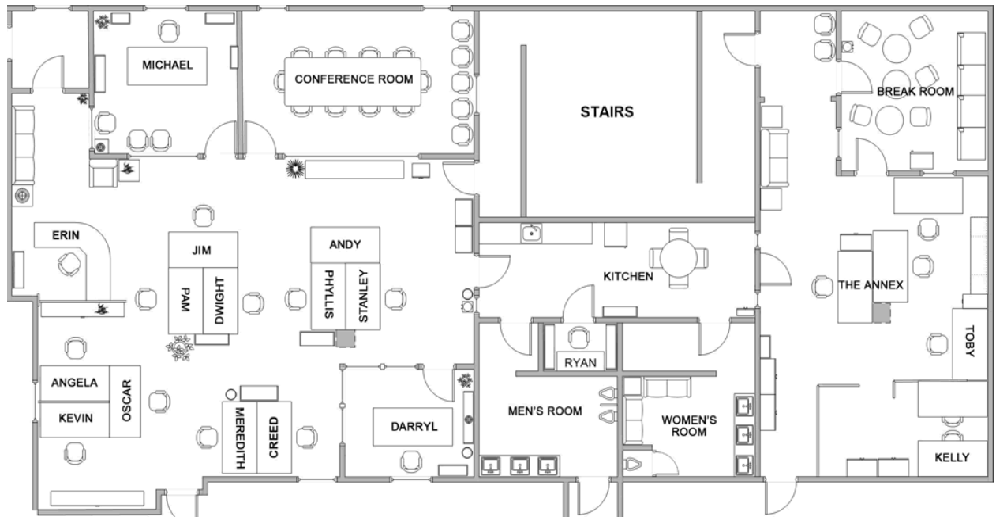 MICHAEL
CONFERENCE ROOM
STAIRS
BREAK ROOM
ERIN
JIM
PAM
DWIGHT
ANDY
PHYLLIS
STANLEY
KITCHEN
THE ANNEX
TOBY
RYAN
ANGELA
KEVIN
OSCAR
MEREDITH
CREED
DARRYL
MEN'S ROOM
WOMEN'S
ROOM
KELLY